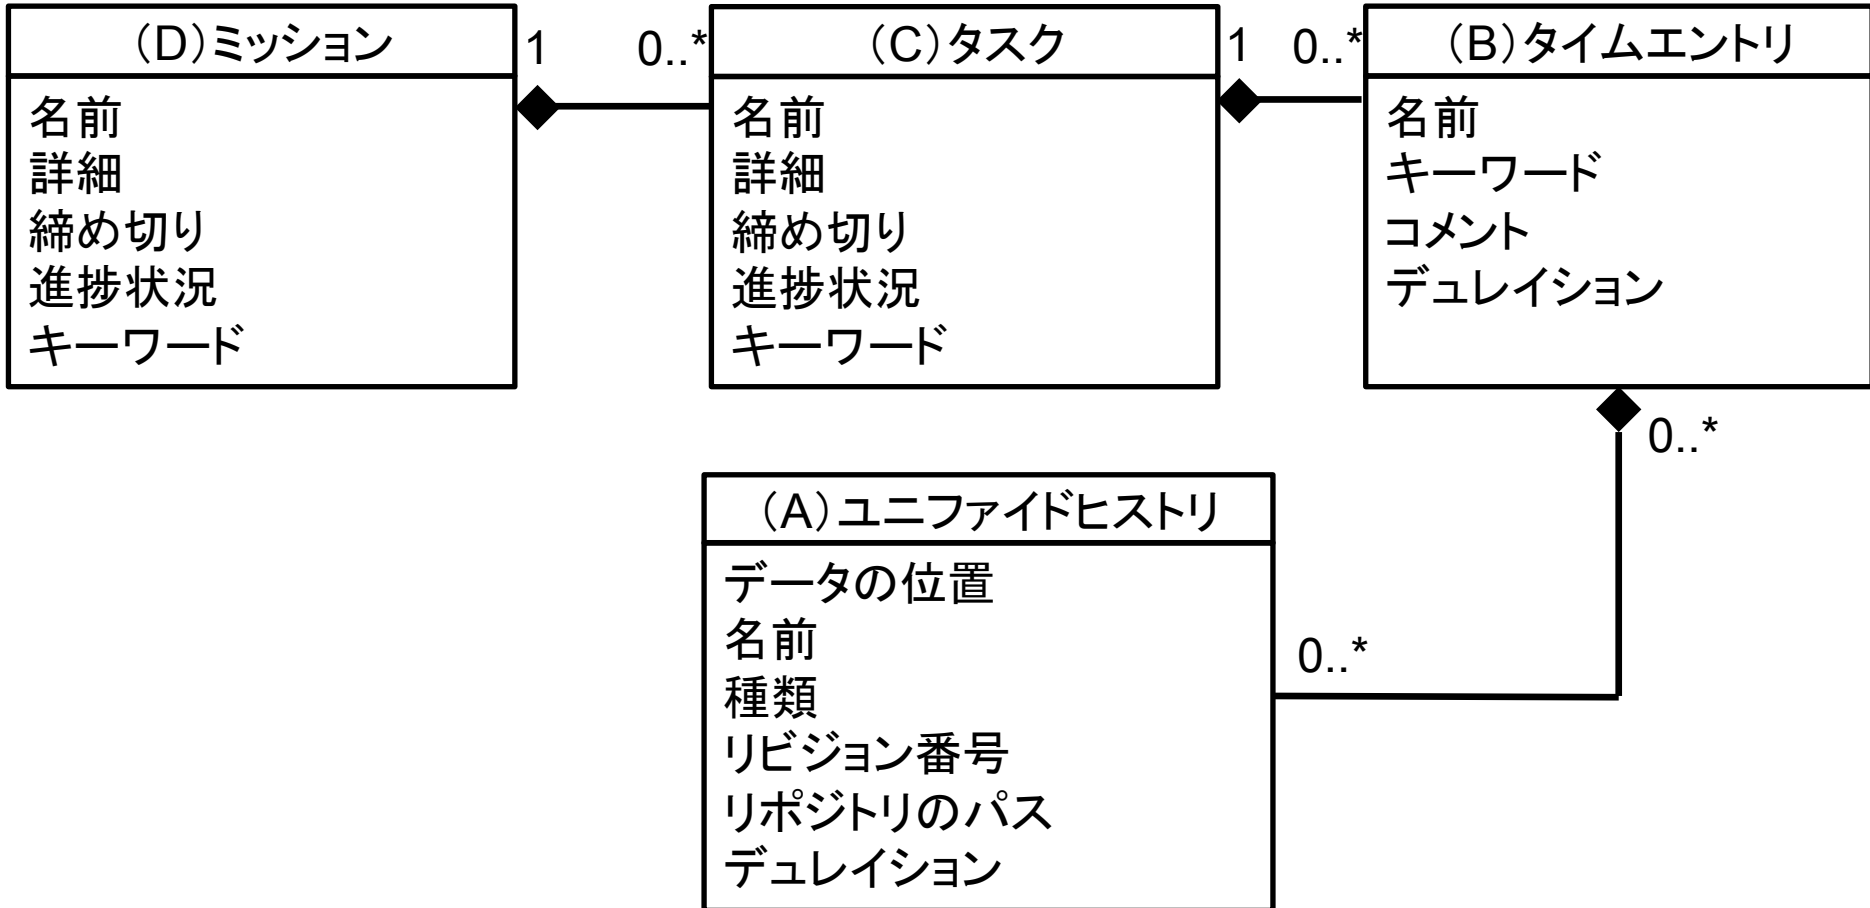 (D)ミッション
名前
詳細
締め切り
進捗状況
キーワード
1
0..*
(C)タスク
名前
詳細
締め切り
進捗状況
キーワード
1
0..*
(B)タイムエントリ
名前
キーワード
コメント
デュレイション
0..*
(A)ユニファイドヒストリ
データの位置
名前
種類
リビジョン番号
リポジトリのパス
デュレイション
0..*